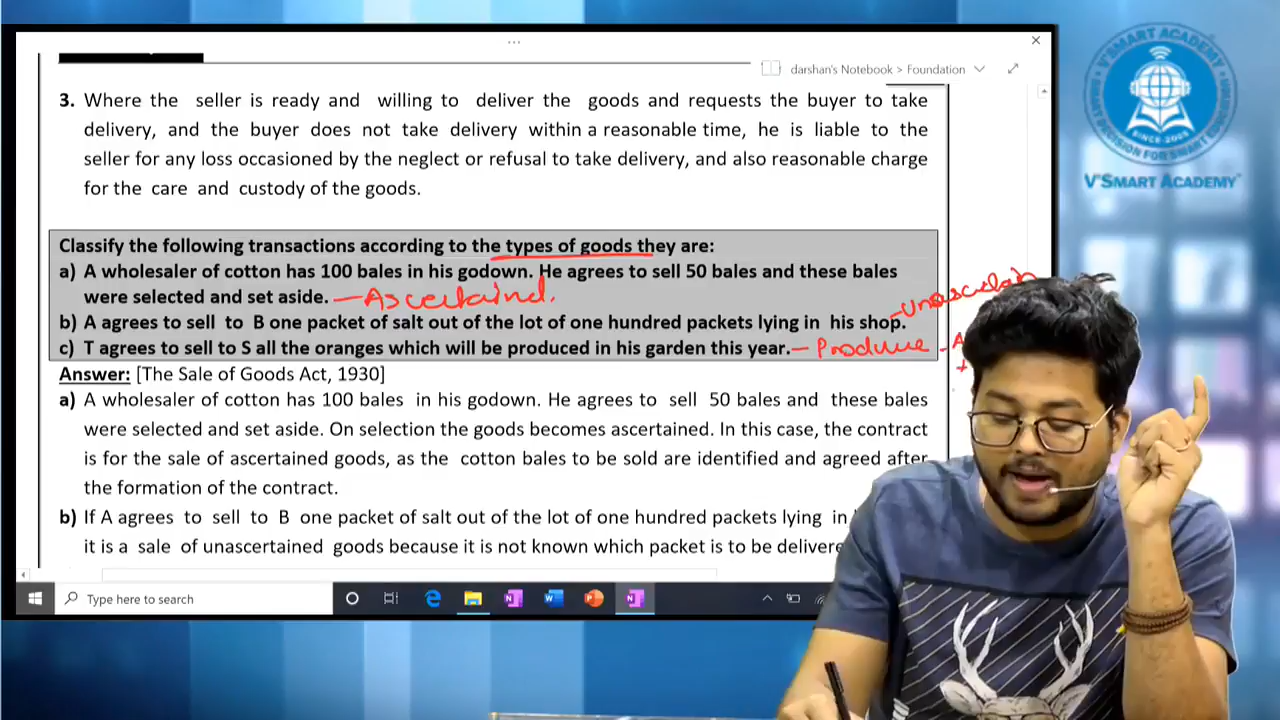 V'SMART ACADEMY
SINCE 2005
V'SMART ACADEMY
darshan's Notebook > Foundation
3. Where the seller is ready and willing to deliver the goods and requests the buyer to take
delivery, and the buyer does not take delivery within a reasonable time, he is liable to the
seller for any loss occasioned by the neglect or refusal to take delivery, and also reasonable charge
for the care and custody of the goods.
Classify the following transactions according to the types of goods they are:
a) A wholesaler of cotton has 100 bales in his godown. He agrees to sell 50 bales and these bales
were selected and set aside. – Ascertained.
b) A agrees to sell to B one packet of salt out of the lot of one hundred packets lying in his shop.
c) T agrees to sell to S all the oranges which will be produced in his garden this year. – Produce – A
+
Answer: [The Sale of Goods Act, 1930]
a) A wholesaler of cotton has 100 bales in his godown. He agrees to sell 50 bales and these bales
were selected and set aside. On selection the goods becomes ascertained. In this case, the contract
is for the sale of ascertained goods, as the cotton bales to be sold are identified and agreed after
the formation of the contract.
b) If A agrees to sell to B one packet of salt out of the lot of one hundred packets lying in
it is a sale of unascertained goods because it is not known which packet is to be delivere
Type here to search